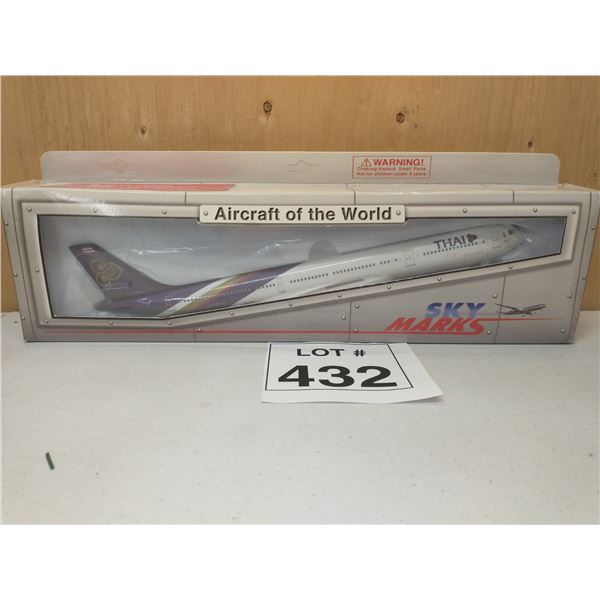 WARNING!
Choking Hazard: Small Parts
Not for children under 3 years.
Aircraft of the World
THAI
SKY
MARKS
LOT #
432